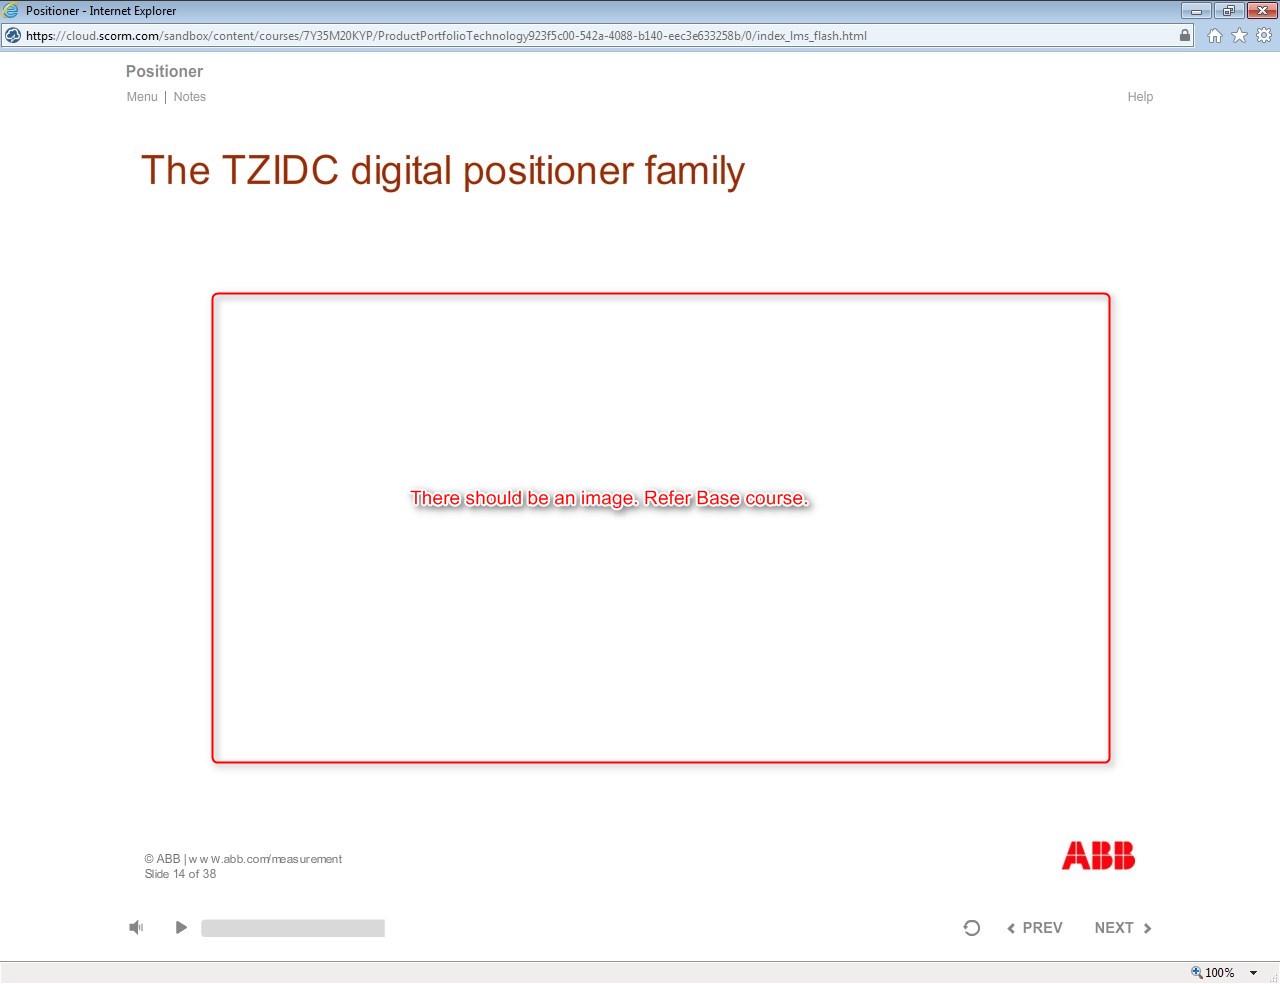 Positioner - Internet Explorer
https://cloud.scorm.com/sandbox/content/courses/7Y35M20KYP/ProductPortfolioTechnology923f5c00-542a-4088-b140-eec3e633258b/0/index_lms_flash.html
Positioner
Menu | Notes
Help
The TZIDC digital positioner family
There should be an image. Refer Base course.
© ABB | www.abb.com/measurement
Slide 14 of 38
ABB
PREV
NEXT
100%